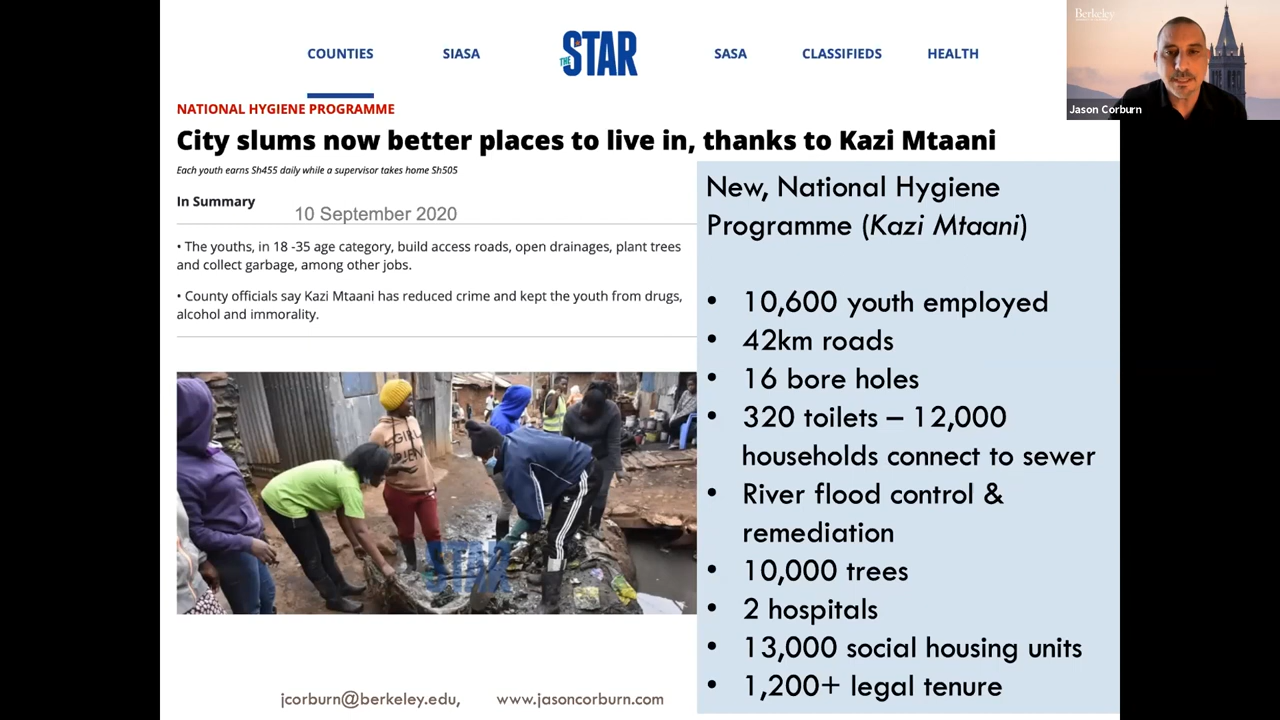 COUNTIES
SIASA
THE STAR
SASA
CLASSIFIEDS
HEALTH
Berkeley
Jason Corburn
NATIONAL HYGIENE PROGRAMME
City slums now better places to live in, thanks to Kazi Mtaani
Each youth earns Sh455 daily while a supervisor takes home Sh505
In Summary
10 September 2020
• The youths, in 18 -35 age category, build access roads, open drainages, plant trees
and collect garbage, among other jobs.
• County officials say Kazi Mtaani has reduced crime and kept the youth from drugs,
alcohol and immorality.
GIRL
STAR
New, National Hygiene
Programme (Kazi Mtaani)
• 10,600 youth employed
• 42km roads
• 16 bore holes
• 320 toilets – 12,000
households connect to sewer
• River flood control &
remediation
• 10,000 trees
• 2 hospitals
• 13,000 social housing units
• 1,200+ legal tenure
jcorburn@berkeley.edu,
www.jasoncorburn.com